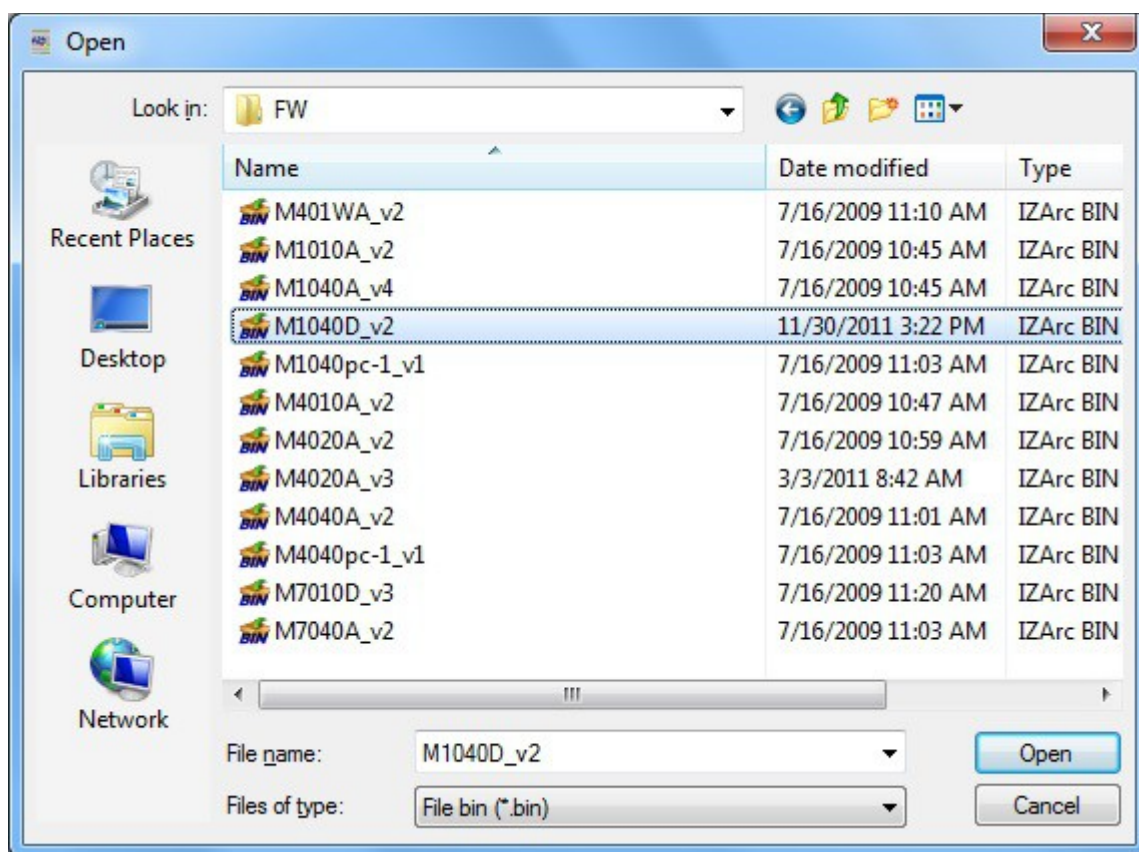 Open
Look in: FW
Name Date modified Type
M401WA_v2 7/16/2009 11:10 AM IZArc BIN
M1010A_v2 7/16/2009 10:45 AM IZArc BIN
M1040A_v4 7/16/2009 10:45 AM IZArc BIN
M1040D_v2 11/30/2011 3:22 PM IZArc BIN
M1040pc-1_v1 7/16/2009 11:03 AM IZArc BIN
M4010A_v2 7/16/2009 10:47 AM IZArc BIN
M4020A_v2 7/16/2009 10:59 AM IZArc BIN
M4020A_v3 3/3/2011 8:42 AM IZArc BIN
M4040A_v2 7/16/2009 11:01 AM IZArc BIN
M4040pc-1_v1 7/16/2009 11:03 AM IZArc BIN
M7010D_v3 7/16/2009 11:20 AM IZArc BIN
M7040A_v2 7/16/2009 11:03 AM IZArc BIN
Recent Places
Desktop
Libraries
Computer
Network
File name: M1040D_v2 Open
Files of type: File bin (*.bin) Cancel